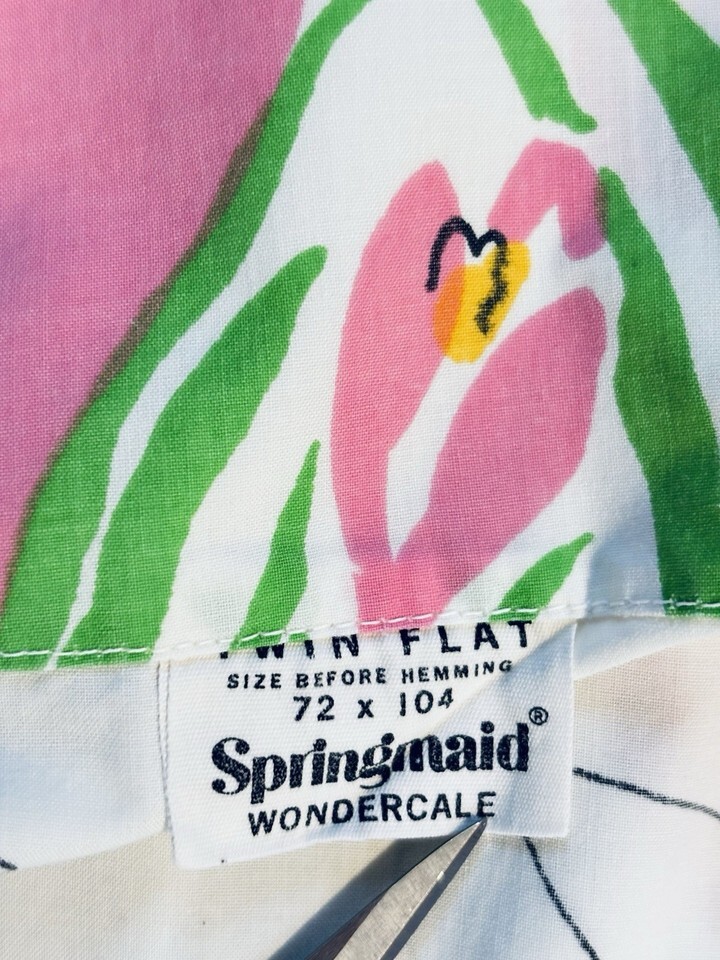 TWIN FLAT
SIZE BEFORE HEMMING
72 x 104
Springmaid®
WONDERCALE